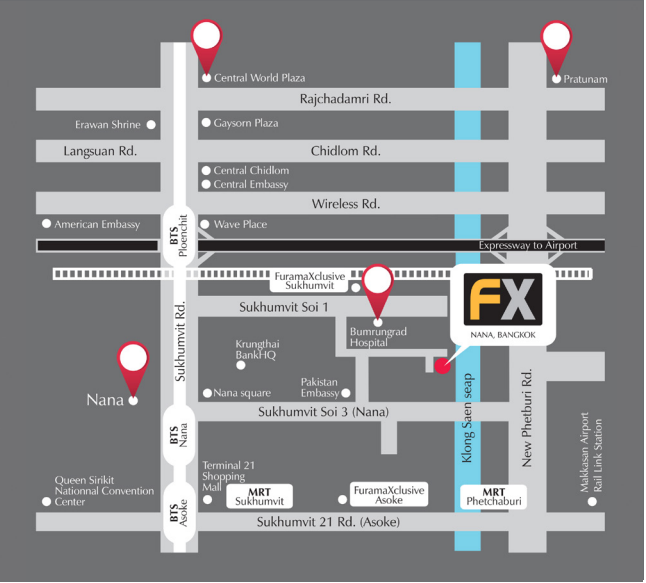 Central World Plaza
Pratunam
Rajchadamri Rd.
Erawan Shrine
Gaysorn Plaza
Langsuan Rd.
Chidlom Rd.
Central Chidlom
Central Embassy
Wireless Rd.
American Embassy
BTS
Ploenchit
Wave Place
Expressway to Airport
FuramaXclusive
Sukhumvit
Sukhumvit Soi 1
FX
NANA, BANGKOK
Bumrungrad
Hospital
Sukhumvit Rd.
Krungthai
BankHQ
Nana
Nana square
Pakistan
Embassy
Klong Saen seap
New Phetburi Rd.
Sukhumvit Soi 3 (Nana)
BTS
Nana
Makkasan Airport
Rail Link Station
Queen Sirikit
Nationnal Convention
Center
BTS
Asoke
Terminal 21
Shopping
Mall
MRT
Sukhumvit
FuramaXclusive
Asoke
MRT
Phetchaburi
Sukhumvit 21 Rd. (Asoke)